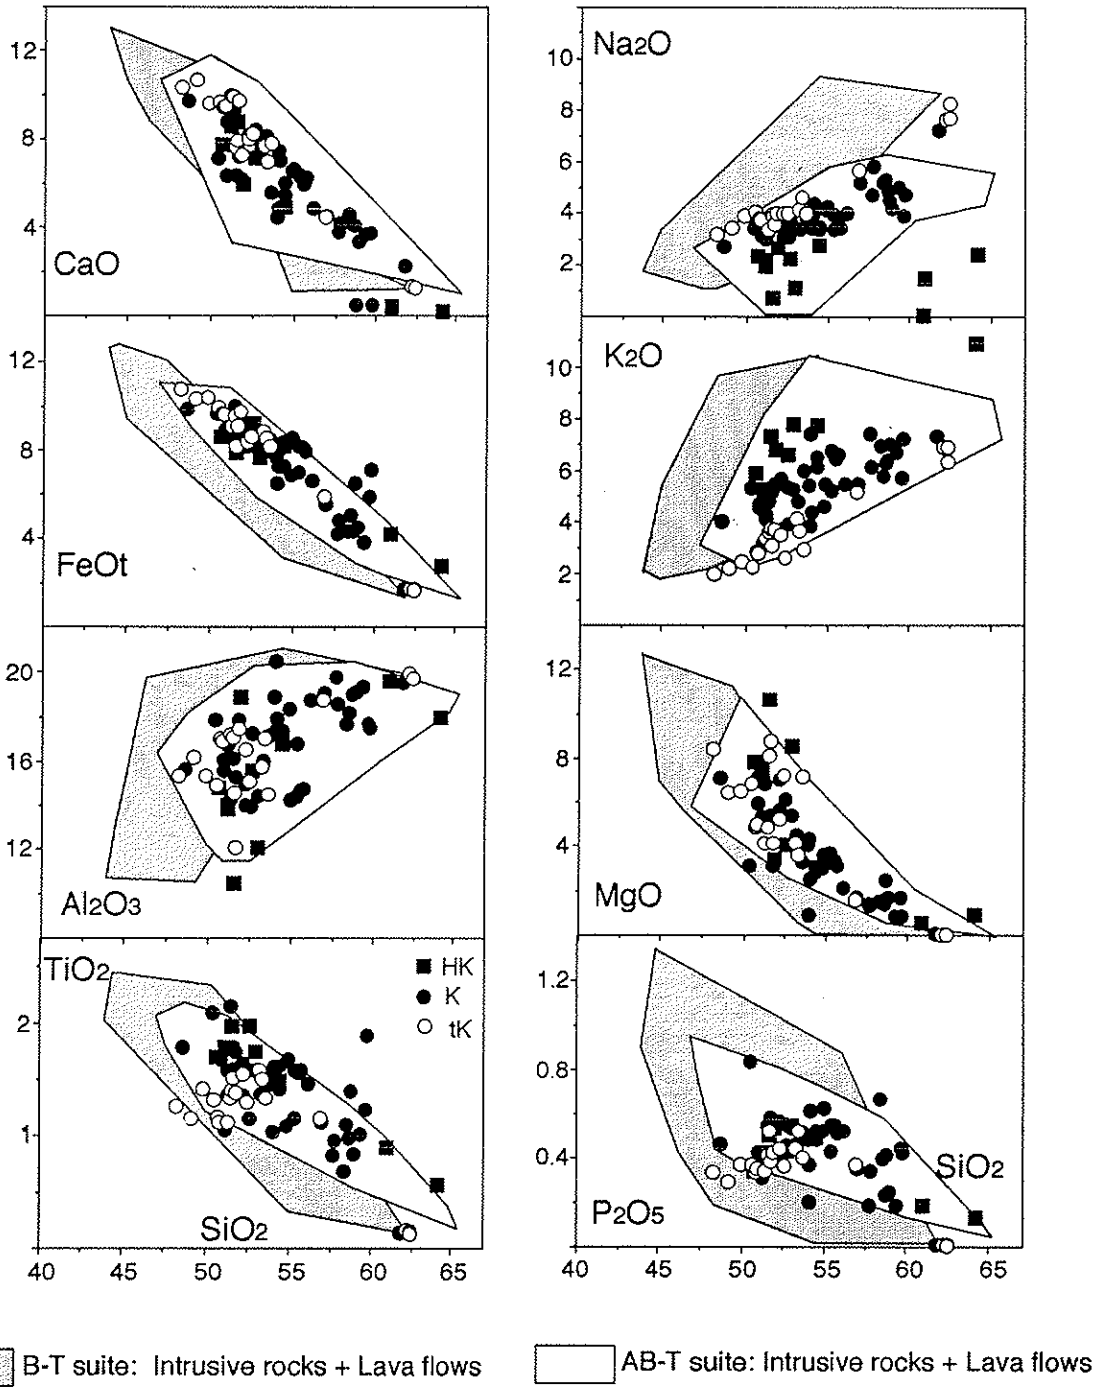 12
8
4
CaO
Na2O
10
8
6
4
2
12
8
4
FeOt
K2O
10
8
6
4
2
20
16
12
Al2O3
12
8
4
MgO
TiO2
HK
K
tK
2
1
SiO2
40 45 50 55 60 65
1.2
0.8
0.4
SiO2
P2O5
40 45 50 55 60 65
B-T suite: Intrusive rocks + Lava flows
AB-T suite: Intrusive rocks + Lava flows